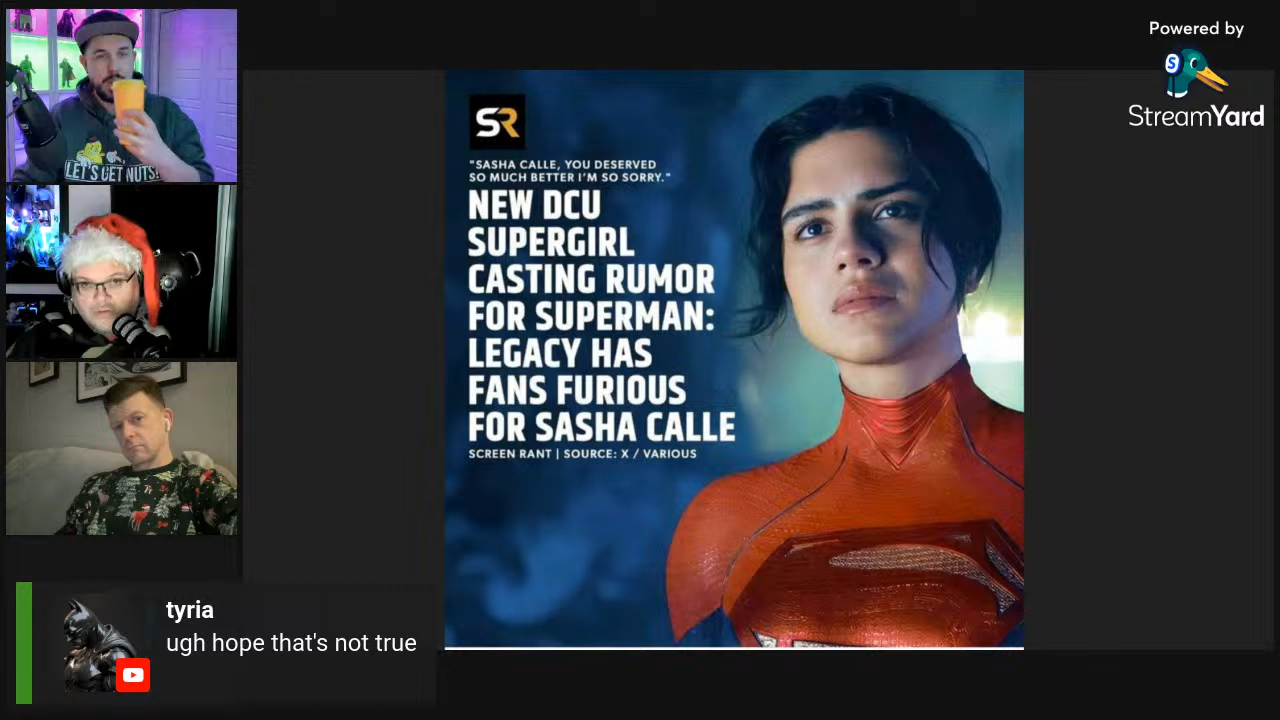 Powered by
S
StreamYard
LET'S GET NUTS!
SR
"SASHA CALLE, YOU DESERVED
SO MUCH BETTER I'M SO SORRY."
NEW DCU
SUPERGIRL
CASTING RUMOR
FOR SUPERMAN:
LEGACY HAS
FANS FURIOUS
FOR SASHA CALLE
SCREEN RANT | SOURCE: X / VARIOUS
tyria
ugh hope that's not true